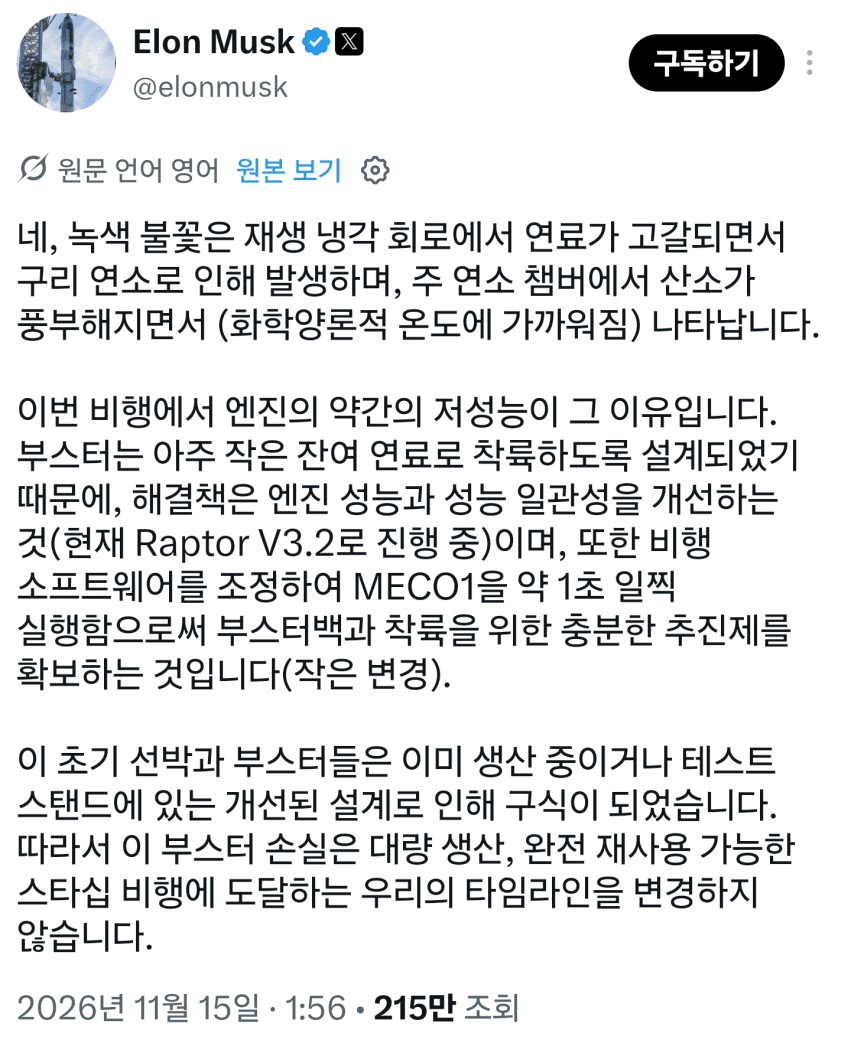 Elon Musk
구독하기
@elonmusk
원문 언어 영어 원본 보기
네, 녹색 불꽃은 재생 냉각 회로에서 연료가 고갈되면서
구리 연소로 인해 발생하며, 주 연소 챔버에서 산소가
풍부해지면서 (화학양론적 온도에 가까워짐) 나타납니다.
이번 비행에서 엔진의 약간의 저성능이 그 이유입니다.
부스터는 아주 작은 잔여 연료로 착륙하도록 설계되었기
때문에, 해결책은 엔진 성능과 성능 일관성을 개선하는
것(현재 Raptor V3.2로 진행 중)이며, 또한 비행
소프트웨어를 조정하여 MECO1을 약 1초 일찍
실행함으로써 부스터백과 착륙을 위한 충분한 추진제를
확보하는 것입니다(작은 변경).
이 초기 선박과 부스터들은 이미 생산 중이거나 테스트
스탠드에 있는 개선된 설계로 인해 구식이 되었습니다.
따라서 이 부스터 손실은 대량 생산, 완전 재사용 가능한
스타십 비행에 도달하는 우리의 타임라인을 변경하지
않습니다.
2026년 11월 15일 · 1:56 • 215만 조회